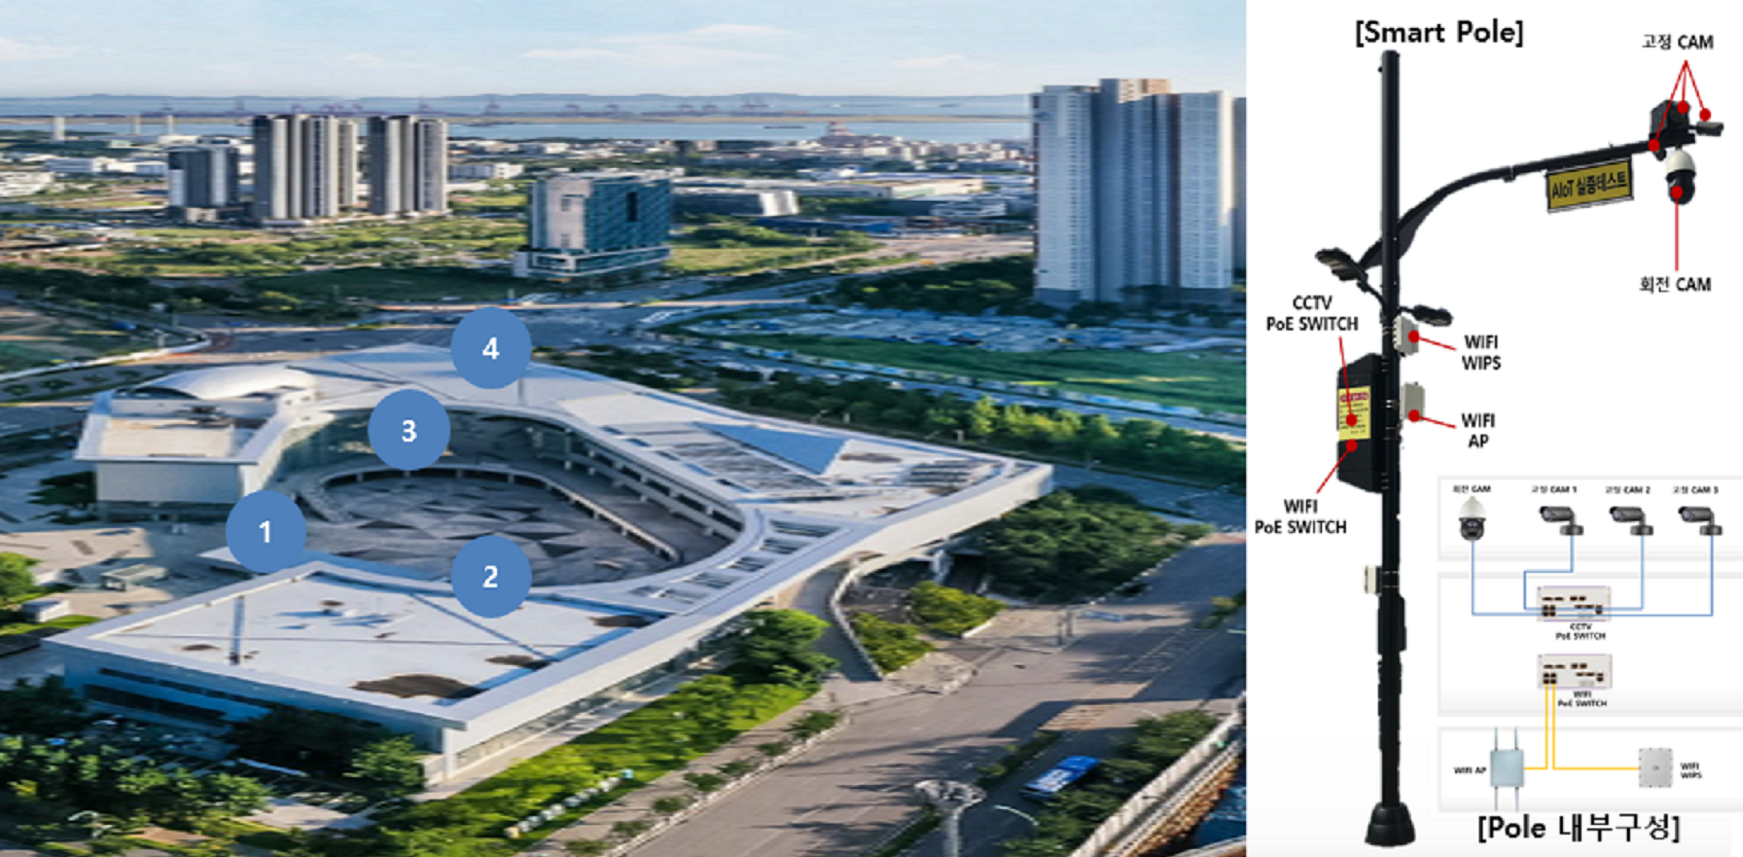 [Smart Pole]
고정 CAM
AIoT 실증테스트
회전 CAM
CCTV
PoE SWITCH
WIFI
WIPS
WIFI
AP
WIFI
PoE SWITCH
4
3
1
2
회전 CAM
고정 CAM 1
고정 CAM 2
고정 CAM 3
CCTV
PoE SWITCH
WIFI
PoE SWITCH
WIFI AP
WIFI
WIPS
[Pole 내부구성]